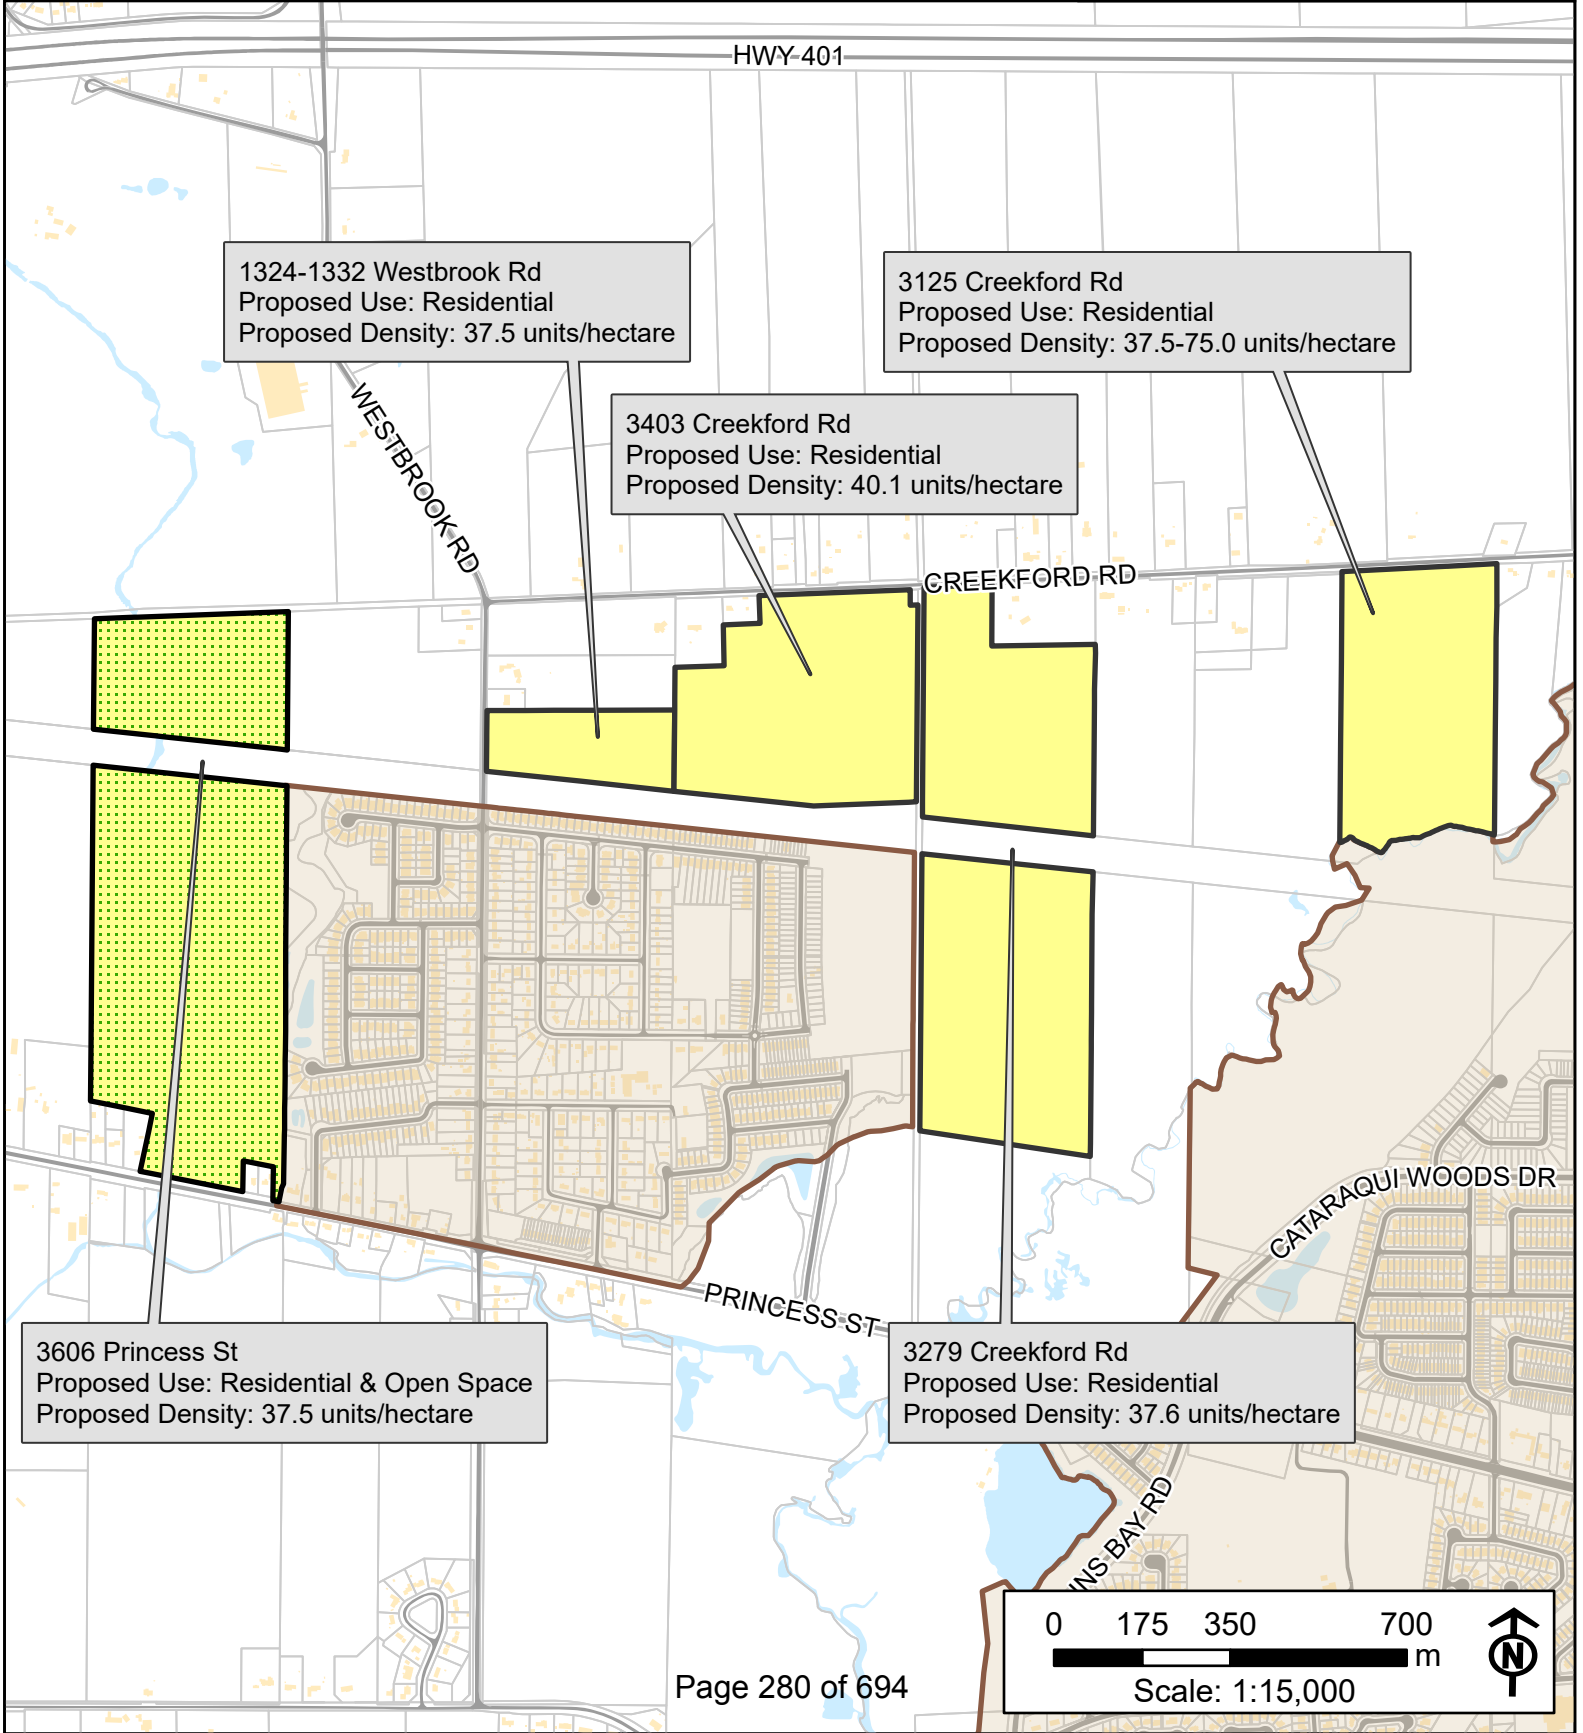 HWY 401
1324-1332 Westbrook Rd
Proposed Use: Residential
Proposed Density: 37.5 units/hectare
3125 Creekford Rd
Proposed Use: Residential
Proposed Density: 37.5-75.0 units/hectare
WESTBROOK RD
3403 Creekford Rd
Proposed Use: Residential
Proposed Density: 40.1 units/hectare
CREEKFORD RD
CATARAQUI WOODS DR
PRINCESS ST
3606 Princess St
Proposed Use: Residential & Open Space
Proposed Density: 37.5 units/hectare
3279 Creekford Rd
Proposed Use: Residential
Proposed Density: 37.6 units/hectare
INS BAY RD
0 175 350 700
m
N
Scale: 1:15,000
Page 280 of 694